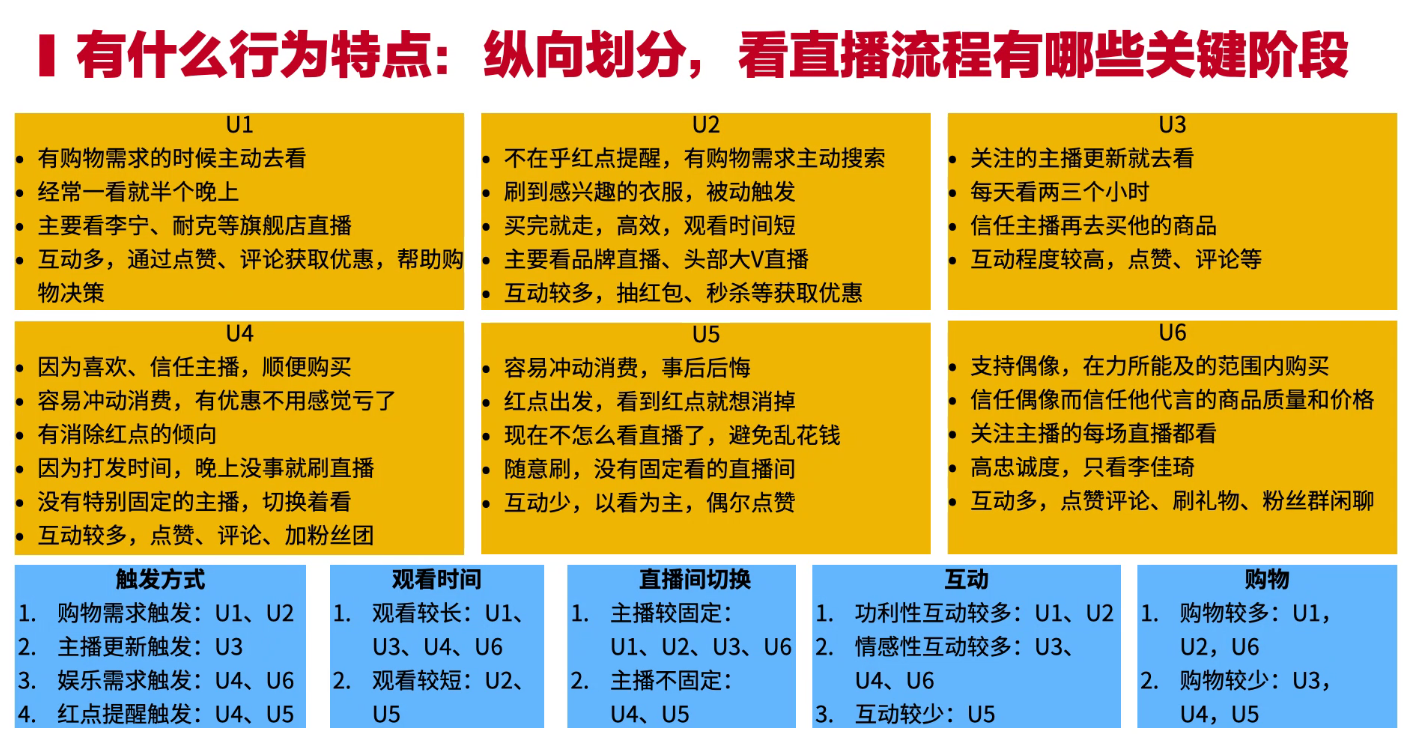 有什么行为特点：纵向划分，看直播流程有哪些关键阶段
U1
• 有购物需求的时候主动去看
• 经常一看就半个晚上
• 主要看李宁、耐克等旗舰店直播
• 互动多，通过点赞、评论获取优惠，帮助购
物决策
U2
• 不在乎红点提醒，有购物需求主动搜索
• 刷到感兴趣的衣服，被动触发
• 买完就走，高效，观看时间短
• 主要看品牌直播、头部大V直播
• 互动较多，抽红包、秒杀等获取优惠
U3
• 关注的主播更新就去看
• 每天看两三个小时
• 信任主播再去买他的商品
• 互动程度较高，点赞、评论等
U4
• 因为喜欢、信任主播，顺便购买
• 容易冲动消费，有优惠不用感觉亏了
• 有消除红点的倾向
• 因为打发时间，晚上没事就刷直播
• 没有特别固定的主播，切换着看
• 互动较多，点赞、评论、加粉丝团
U5
• 容易冲动消费，事后后悔
• 红点出发，看到红点就想消掉
• 现在不怎么看直播了，避免乱花钱
• 随意刷，没有固定看的直播间
• 互动少，以看为主，偶尔点赞
U6
• 支持偶像，在力所能及的范围内购买
• 信任偶像而信任他代言的商品质量和价格
• 关注主播的每场直播都看
• 高忠诚度，只看李佳琦
• 互动多，点赞评论、刷礼物、粉丝群闲聊
触发方式
1. 购物需求触发：U1、U2
2. 主播更新触发：U3
3. 娱乐需求触发：U4、U6
4. 红点提醒触发：U4、U5
观看时间
1. 观看较长：U1、
U3、U4、U6
2. 观看较短：U2、
U5
直播间切换
1. 主播较固定：
U1、U2、U3、U6
2. 主播不固定：
U4、U5
互动
1. 功利性互动较多：U1、U2
2. 情感性互动较多：U3、
U4、U6
3. 互动较少：U5
购物
1. 购物较多：U1，
U2，U6
2. 购物较少：U3，
U4，U5